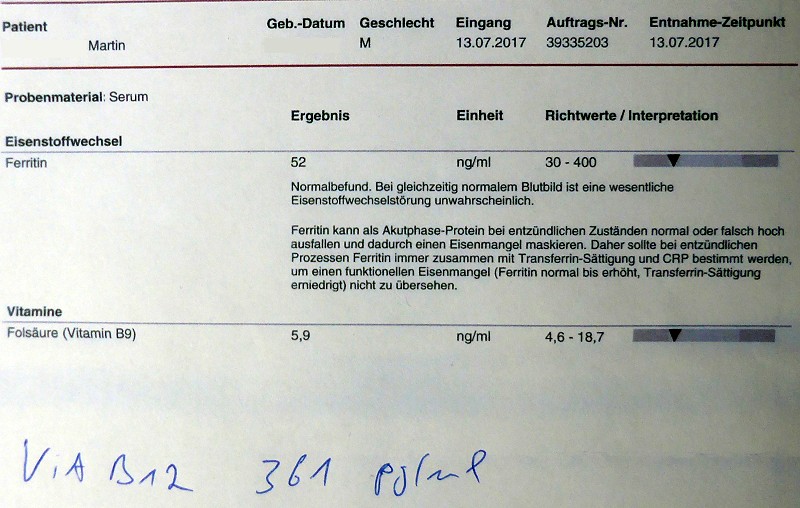 Patient Geb.-Datum Geschlecht Eingang Auftrags-Nr. Entnahme-Zeitpunkt
Martin M 13.07.2017 39335203 13.07.2017
Probenmaterial: Serum
Ergebnis Einheit Richtwerte / Interpretation
Eisenstoffwechsel
Ferritin 52 ng/ml 30 - 400
Normalbefund. Bei gleichzeitig normalem Blutbild ist eine wesentliche
Eisenstoffwechselstörung unwahrscheinlich.
Ferritin kann als Akutphase-Protein bei entzündlichen Zuständen normal oder falsch hoch
ausfallen und dadurch einen Eisenmangel maskieren. Daher sollte bei entzündlichen
Prozessen Ferritin immer zusammen mit Transferrin-Sättigung und CRP bestimmt werden,
um einen funktionellen Eisenmangel (Ferritin normal bis erhöht, Transferrin-Sättigung
erniedrigt) nicht zu übersehen.
Vitamine
Folsäure (Vitamin B9) 5,9 ng/ml 4,6 - 18,7
Vit B12 361 pg/ml